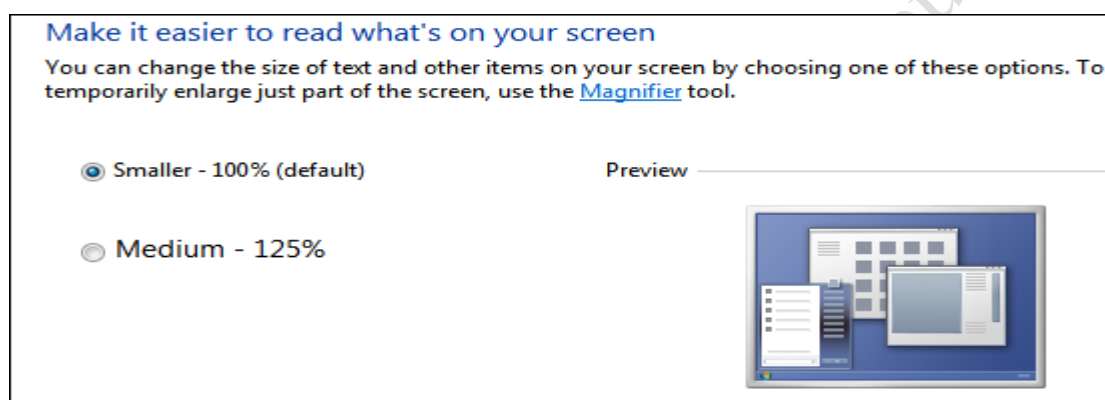 Make it easier to read what's on your screen
You can change the size of text and other items on your screen by choosing one of these options. To
temporarily enlarge just part of the screen, use the Magnifier tool.
Smaller - 100% (default)
Preview
Medium - 125%